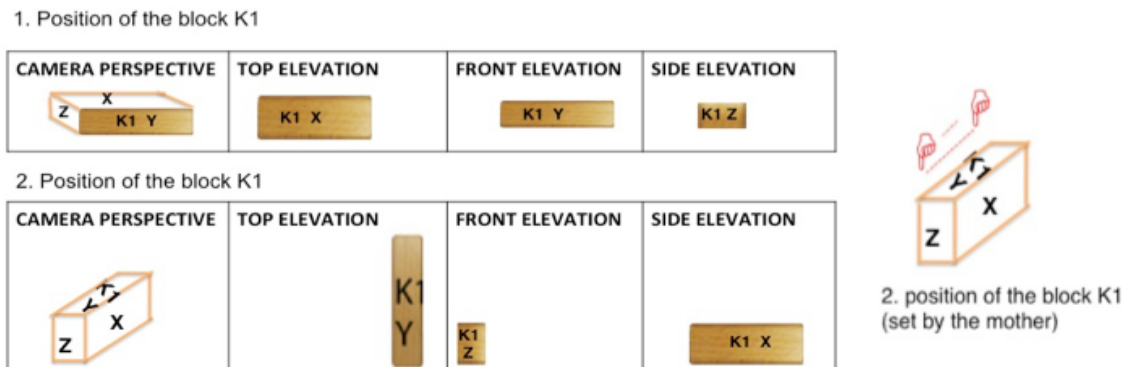 1. Position of the block K1
CAMERA PERSPECTIVE TOP ELEVATION FRONT ELEVATION SIDE ELEVATION
X
Z
K1 Y
K1 X
K1 Y
K1 Z
2. Position of the block K1
CAMERA PERSPECTIVE TOP ELEVATION FRONT ELEVATION SIDE ELEVATION
K1
Y
X
Z
K1
Y
K1
Z
K1 X
K1
Y
X
Z
2. position of the block K1
(set by the mother)